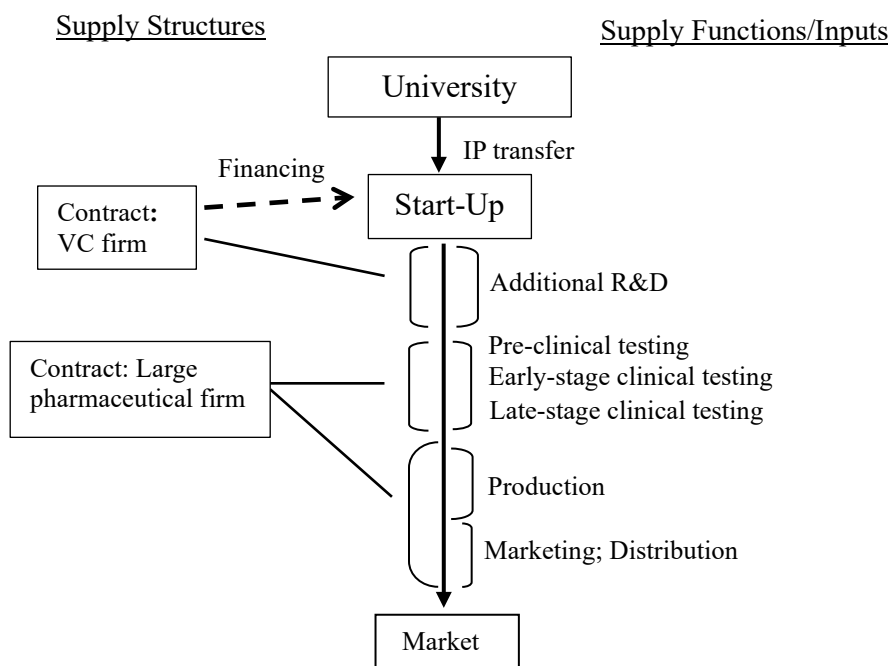 Supply Structures
Supply Functions/Inputs
University
IP transfer
Financing
Start-Up
Contract:
VC firm
Additional R&D
Pre-clinical testing
Early-stage clinical testing
Late-stage clinical testing
Contract: Large
pharmaceutical firm
Production
Marketing; Distribution
Market